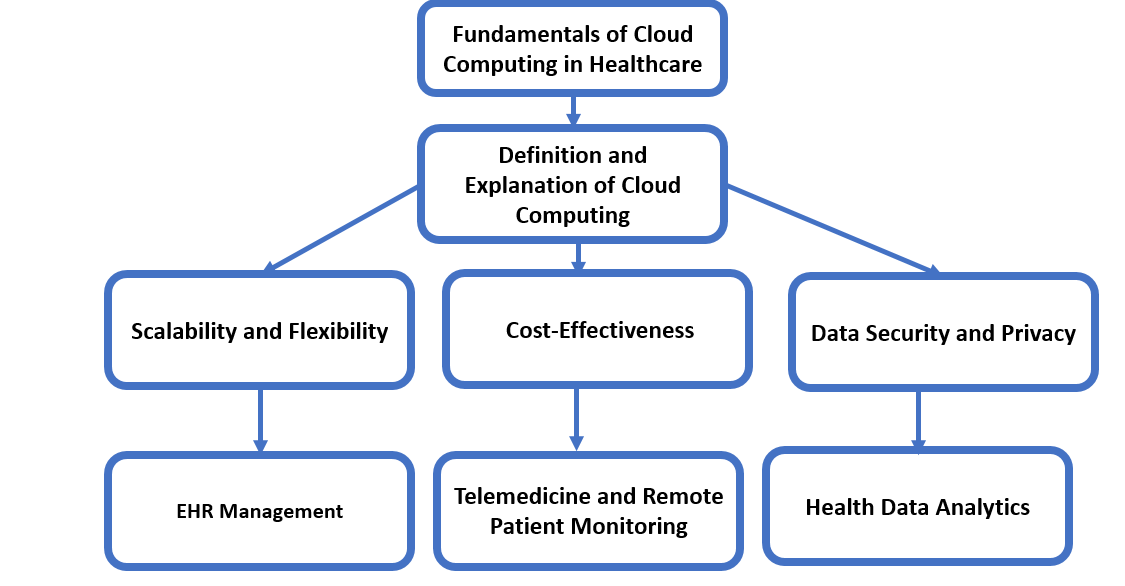 Fundamentals of Cloud
Computing in Healthcare
Definition and
Explanation of Cloud
Computing
Scalability and Flexibility
Cost-Effectiveness
Data Security and Privacy
EHR Management
Telemedicine and Remote
Patient Monitoring
Health Data Analytics